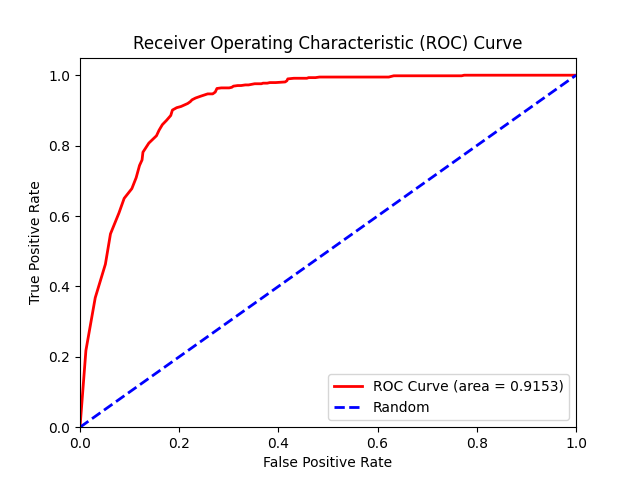 Receiver Operating Characteristic (ROC) Curve
True Positive Rate
1.0
0.8
0.6
0.4
0.2
0.0
0.0 0.2 0.4 0.6 0.8 1.0
False Positive Rate
ROC Curve (area = 0.9153)
Random